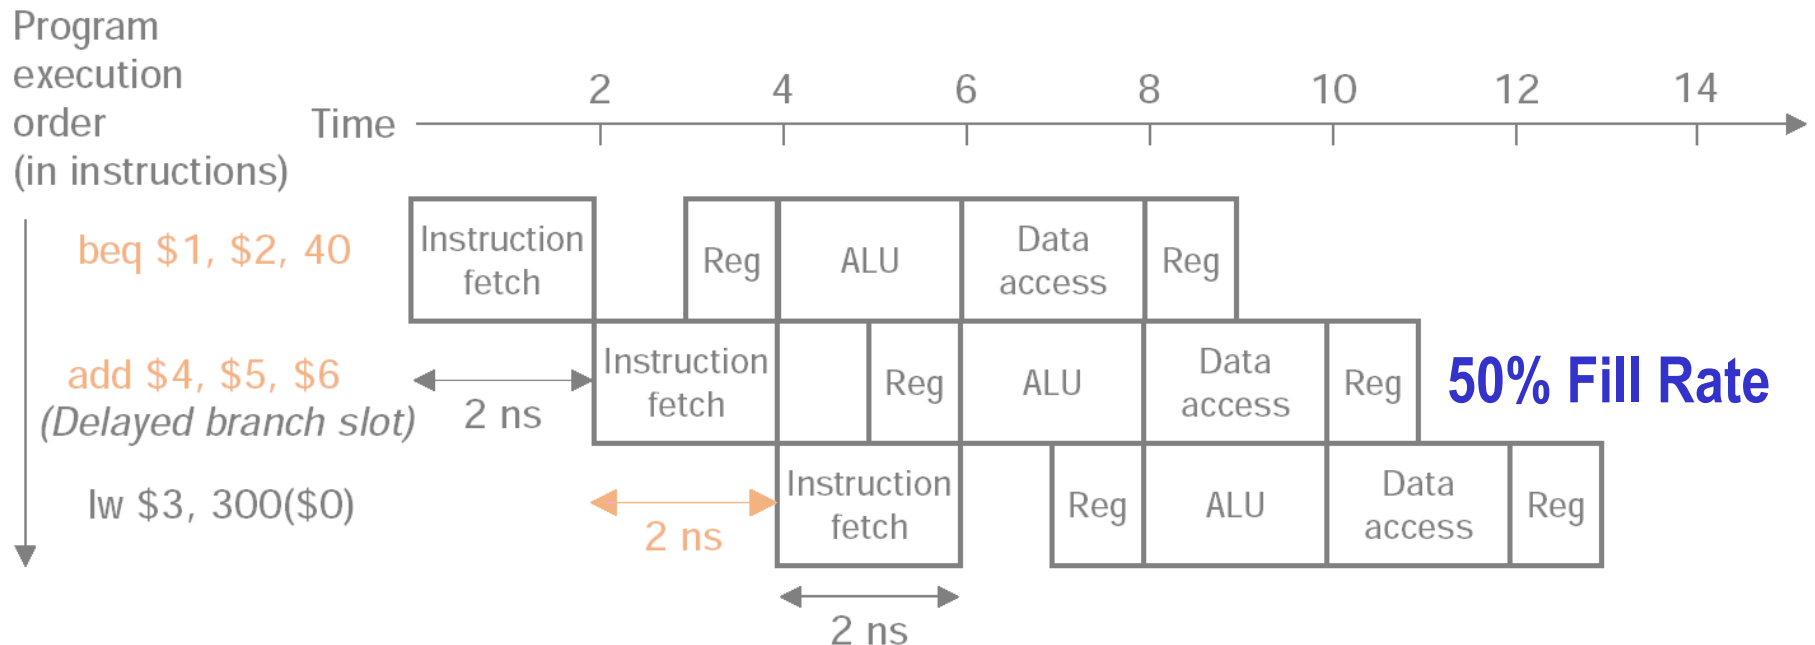 Program
execution
order
(in instructions)
Time
2 4 6 8 10 12 14
beq $1, $2, 40
Instruction
fetch
Reg
ALU
Data
access
Reg
add $4, $5, $6
(Delayed branch slot)
2 ns
Instruction
fetch
Reg
ALU
Data
access
Reg
50% Fill Rate
lw $3, 300($0)
2 ns
Instruction
fetch
Reg
ALU
Data
access
Reg
2 ns